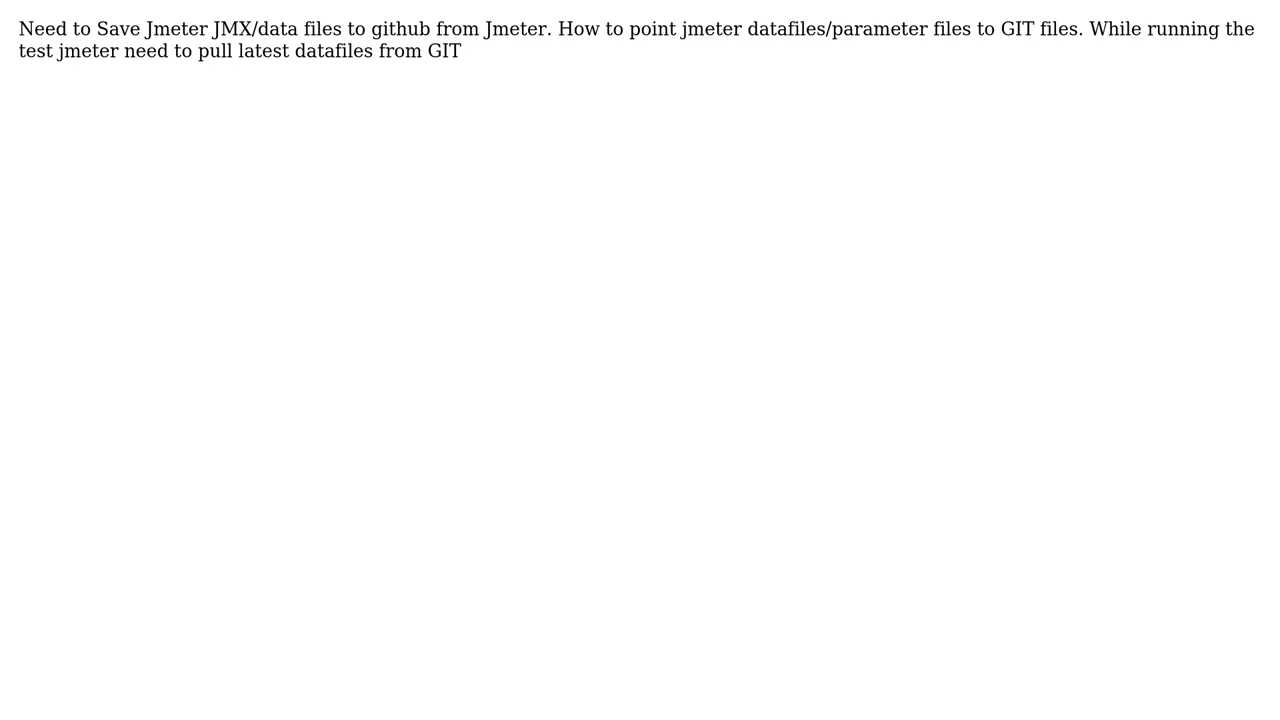 Need to Save Jmeter JMX/data files to github from Jmeter. How to point jmeter datafiles/parameter files to GIT files. While running the
test jmeter need to pull latest datafiles from GIT